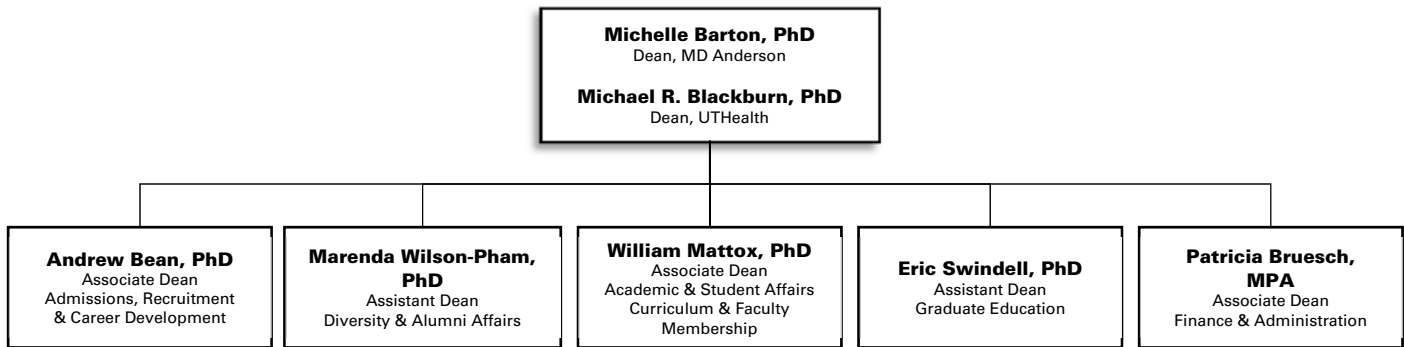 Michelle Barton, PhD
Dean, MD Anderson
Michael R. Blackburn, PhD
Dean, UTHealth
Andrew Bean, PhD
Associate Dean
Admissions, Recruitment
& Career Development
Marenda Wilson-Pham,
PhD
Assistant Dean
Diversity & Alumni Affairs
William Mattox, PhD
Associate Dean
Academic & Student Affairs
Curriculum & Faculty
Membership
Eric Swindell, PhD
Assistant Dean
Graduate Education
Patricia Bruesch,
MPA
Associate Dean
Finance & Administration